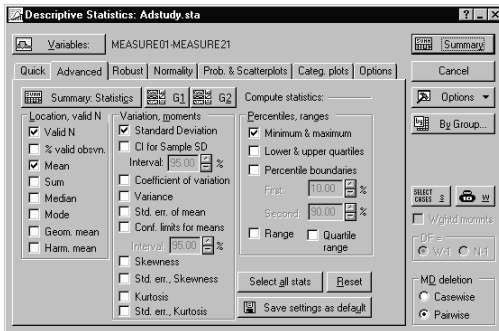 Descriptive Statistics: Adstudy.sta
Variables: MEASURE01-MEASURE21
Summary
Cancel
Options
By Group...
Quick Advanced Robust Normality Prob. & Scatterplots Categ. plots Options
Summary: Statistics G1 G2 Compute statistics:
Location, valid N
Valid N
% valid obsvn.
Mean
Sum
Median
Mode
Geom. mean
Harm. mean
Variation, moments
Standard Deviation
CI for Sample SD
Interval: 95.00 %
Coefficient of variation
Variance
Std. err. of mean
Conf. limits for means
Interval: 95.00 %
Skewness
Std. err., Skewness
Kurtosis
Std. err., Kurtosis
Percentiles, ranges
Minimum & maximum
Lower & upper quartiles
Percentile boundaries
First: 10.00 %
Second: 90.00 %
Range Quartile
range
Select all stats Reset
Save settings as default
SELECT
CASES S W
Wghtd momnts
DF =
W-1 N-1
MD deletion
Casewise
Pairwise